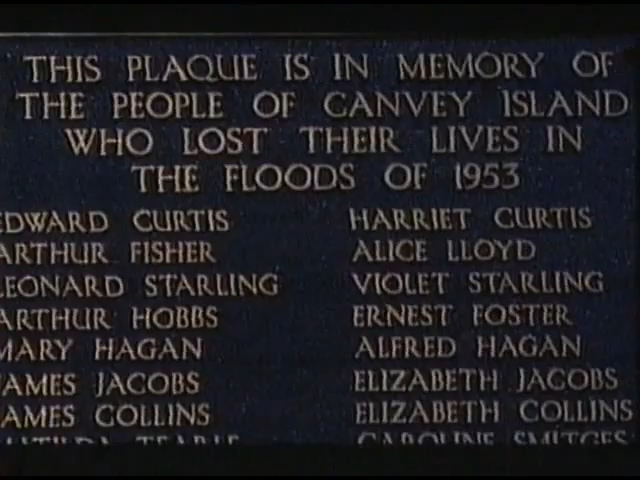 THIS PLAQUE IS IN MEMORY OF
THE PEOPLE OF CANVEY ISLAND
WHO LOST THEIR LIVES IN
THE FLOODS OF 1953
EDWARD CURTIS HARRIET CURTIS
ARTHUR FISHER ALICE LLOYD
LEONARD STARLING VIOLET STARLING
ARTHUR HOBBS ERNEST FOSTER
MARY HAGAN ALFRED HAGAN
JAMES JACOBS ELIZABETH JACOBS
JAMES COLLINS ELIZABETH COLLINS
CAROLINE